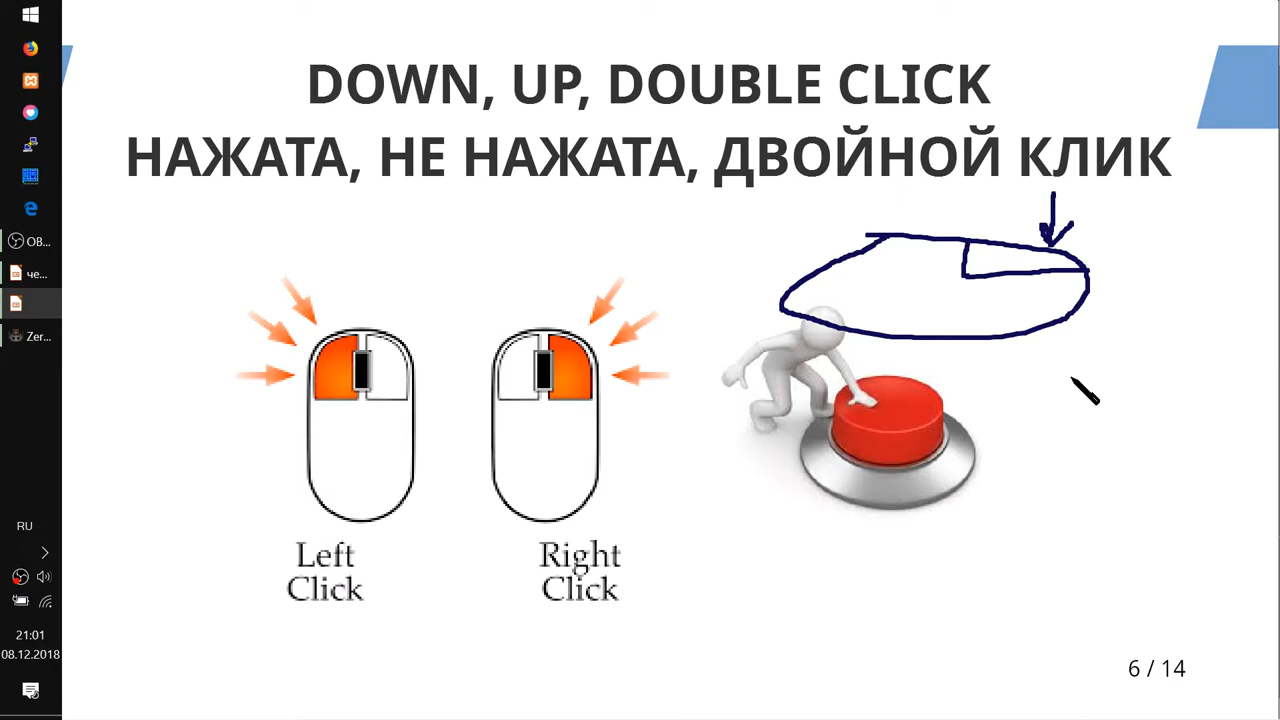 DOWN, UP, DOUBLE CLICK
НАЖАТА, НЕ НАЖАТА, ДВОЙНОЙ КЛИК
OB...
че...
Zer...
Left
Click
Right
Click
RU
21:01
08.12.2018
6 / 14